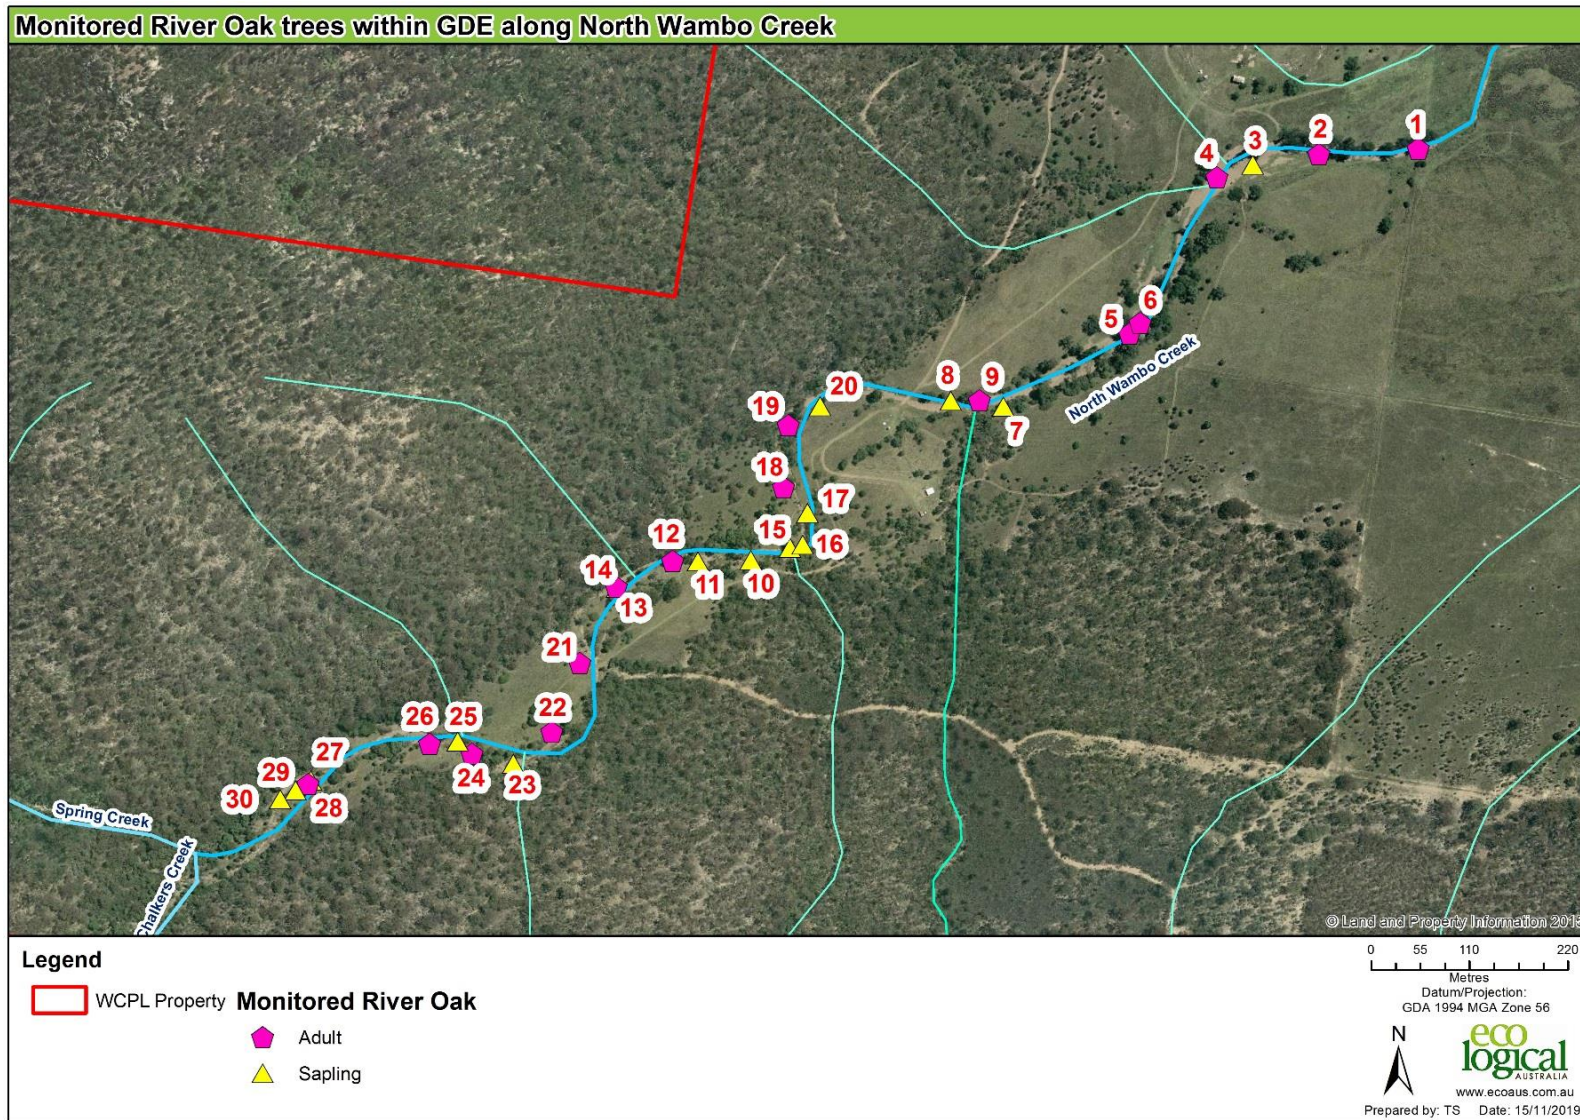 Monitored River Oak trees within GDE along North Wambo Creek
1
2
3
4
6
5
North Wambo Creek
8
9
7
20
19
18
17
15
16
12
11
10
14
13
21
22
26
25
24
23
27
29
30
28
Spring Creek
Chalkers Creek
© Land and Property Information 2015
Legend
WCPL Property
Monitored River Oak
Adult
Sapling
0 55 110 220
Metres
Datum/Projection:
GDA 1994 MGA Zone 56
N
eco
logical
AUSTRALIA
www.ecoaus.com.au
Prepared by: TS Date: 15/11/2019